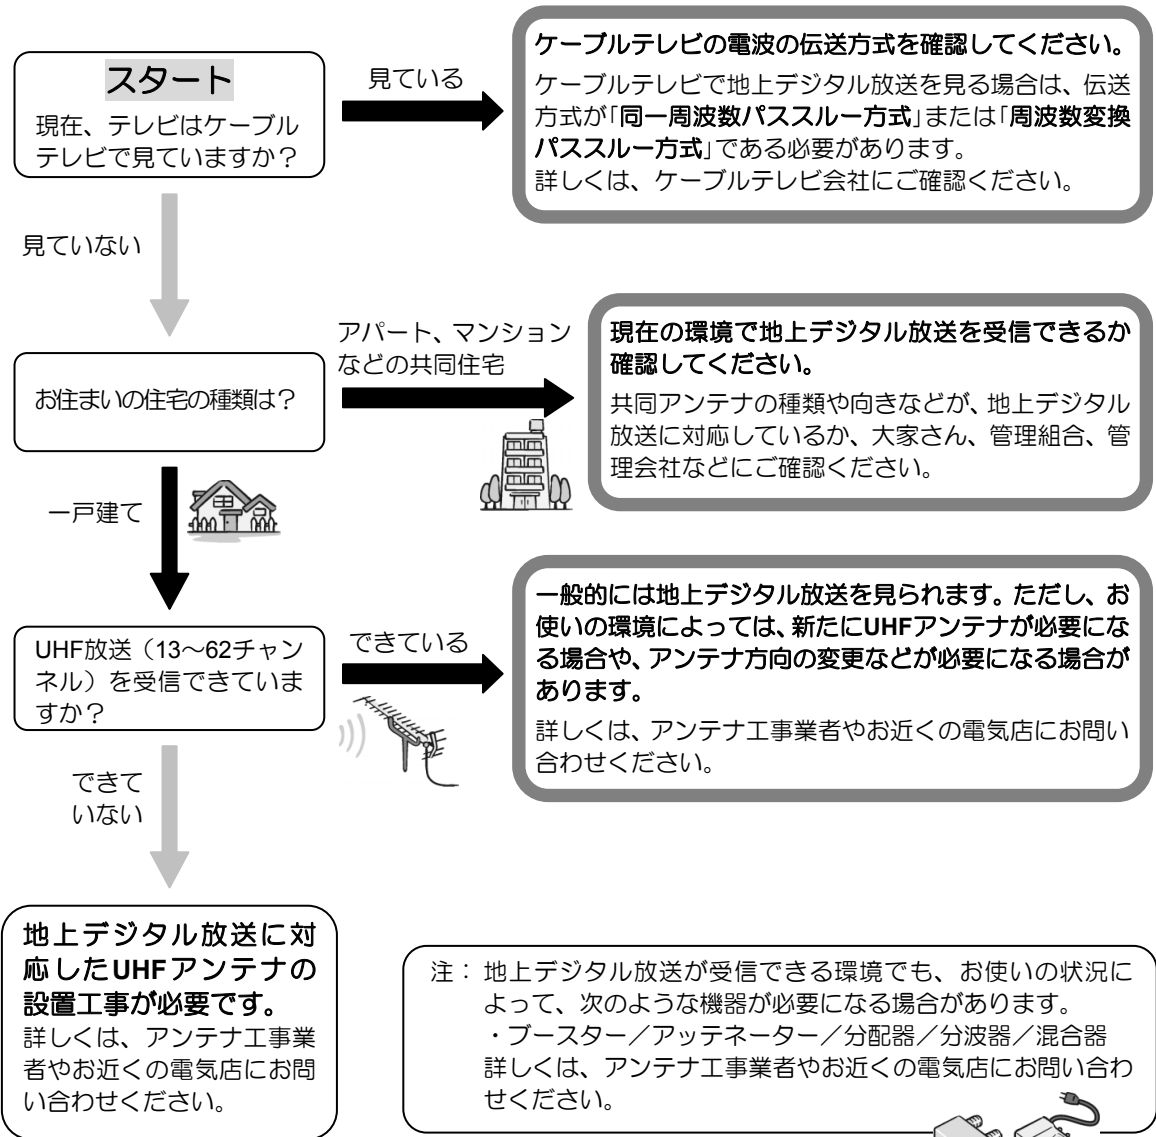 スタート
現在、テレビはケーブル
テレビで見ていますか？
見ている
ケーブルテレビの電波の伝送方式を確認してください。
ケーブルテレビで地上デジタル放送を見る場合は、伝送
方式が「同一周波数パススルー方式」または「周波数変換
パススルー方式」である必要があります。
詳しくは、ケーブルテレビ会社にご確認ください。
見ていない
お住まいの住宅の種類は？
アパート、マンション
などの共同住宅
現在の環境で地上デジタル放送を受信できるか
確認してください。
共同アンテナの種類や向きなどが、地上デジタル
放送に対応しているか、大家さん、管理組合、管
理会社などにご確認ください。
一戸建て
UHF放送（13～62チャン
ネル）を受信できていま
すか？
できている
一般的には地上デジタル放送を見られます。ただし、お
使いの環境によっては、新たにUHFアンテナが必要にな
る場合や、アンテナ方向の変更などが必要になる場合が
あります。
詳しくは、アンテナ工事業者やお近くの電気店にお問い
合わせください。
できて
いない
地上デジタル放送に対
応したUHFアンテナの
設置工事が必要です。
詳しくは、アンテナ工事業
者やお近くの電気店にお問
い合わせください。
注： 地上デジタル放送が受信できる環境でも、お使いの状況に
よって、次のような機器が必要になる場合があります。
・ブースター／アッテネーター／分配器／分波器／混合器
詳しくは、アンテナ工事業者やお近くの電気店にお問い合わ
せください。